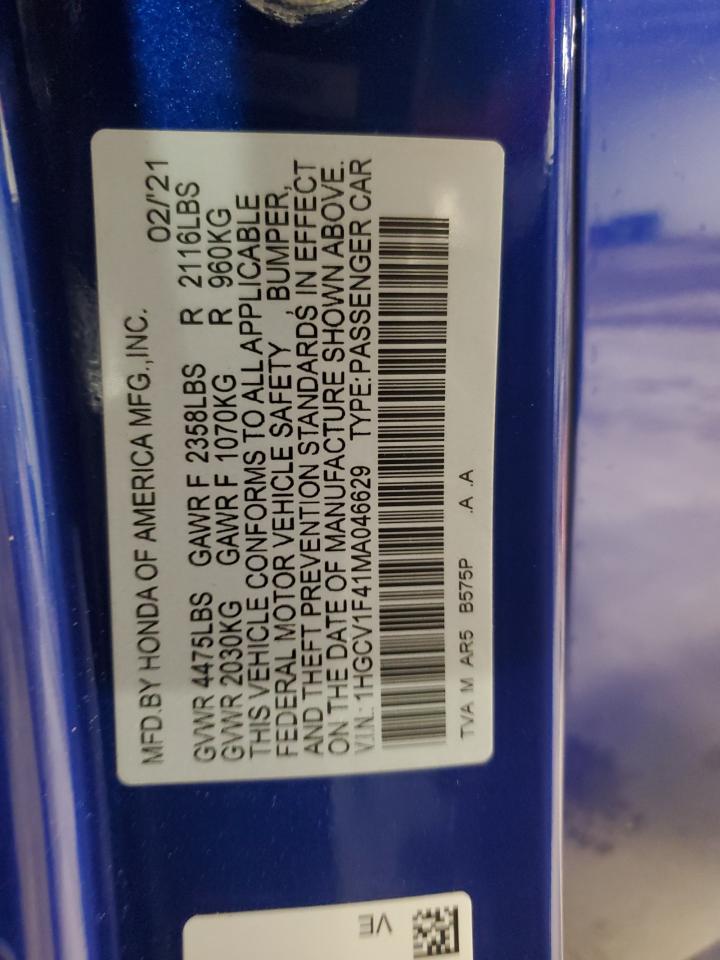 MFD.BY HONDA OF AMERICA MFG.,INC. 02/'21
GVWR 4475LBS GAWR F 2358LBS R 2116LBS
GVWR 2030KG GAWR F 1070KG R 960KG
THIS VEHICLE CONFORMS TO ALL APPLICABLE
FEDERAL MOTOR VEHICLE SAFETY , BUMPER,
AND THEFT PREVENTION STANDARDS IN EFFECT
ON THE DATE OF MANUFACTURE SHOWN ABOVE.
V.I.N.: 1HGCV1F41MA046629 TYPE:PASSENGER CAR
TVA M AR5 B575P .A .A
VE